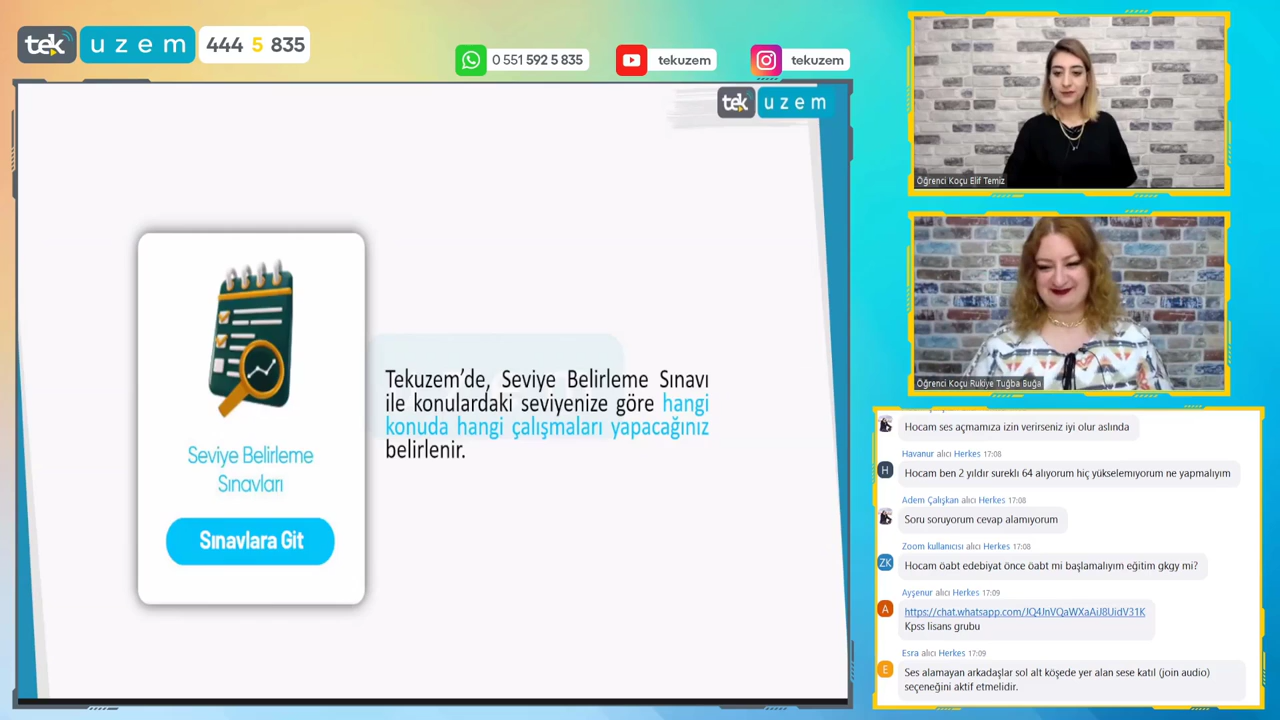 tek uzem 444 5 835
0 551 592 5 835
tekuzem
tekuzem
tek uzem
Tekuzem’de, Seviye Belirleme Sınavı
ile konulardaki seviyenize göre hangi
konuda hangi çalışmaları yapacağınız
belirlenir.
Seviye Belirleme
Sınavları
Sınavlara Git
Öğrenci Koçu Elif Temiz
Öğrenci Koçu Rukiye Tuğba Buğa
Hocam ses açmamıza izin verirseniz iyi olur aslında
Havanur alıcı Herkes 17:08
H
Hocam ben 2 yıldır sureklı 64 alıyorum hiç yükselemıyorum ne yapmalıyım
Adem Çalışkan alıcı Herkes 17:08
Soru soruyorum cevap alamıyorum
Zoom kullanıcısı alıcı Herkes 17:08
ZK
Hocam öabt edebiyat önce öabt mi başlamalıyım eğitim gkgy mi?
Ayşenur alıcı Herkes 17:09
A
https://chat.whatsapp.com/JQ4JnVQaWXaAiJ8UidV31K
Kpss lisans grubu
Esra alıcı Herkes 17:09
E
Ses alamayan arkadaşlar sol alt köşede yer alan sese katıl (join audio)
seçeneğini aktif etmelidir.